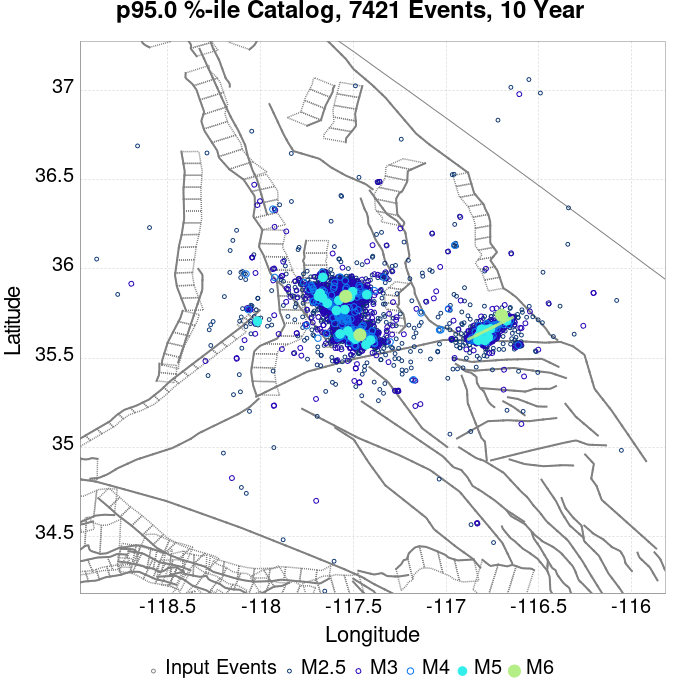 p95.0 %-ile Catalog, 7421 Events, 10 Year
37
36.5
36
35.5
35
34.5
Latitude
-118.5 -118 -117.5 -117 -116.5 -116
Longitude
Input Events M2.5 M3 M4 M5 M6